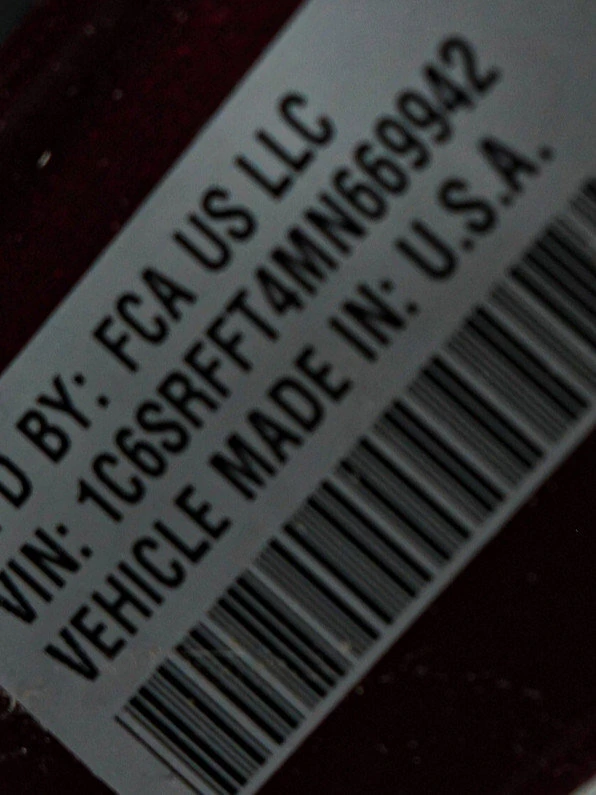 D BY: FCA US LLC
VIN: 1C6SRFFT4MN669942
VEHICLE MADE IN: U.S.A.